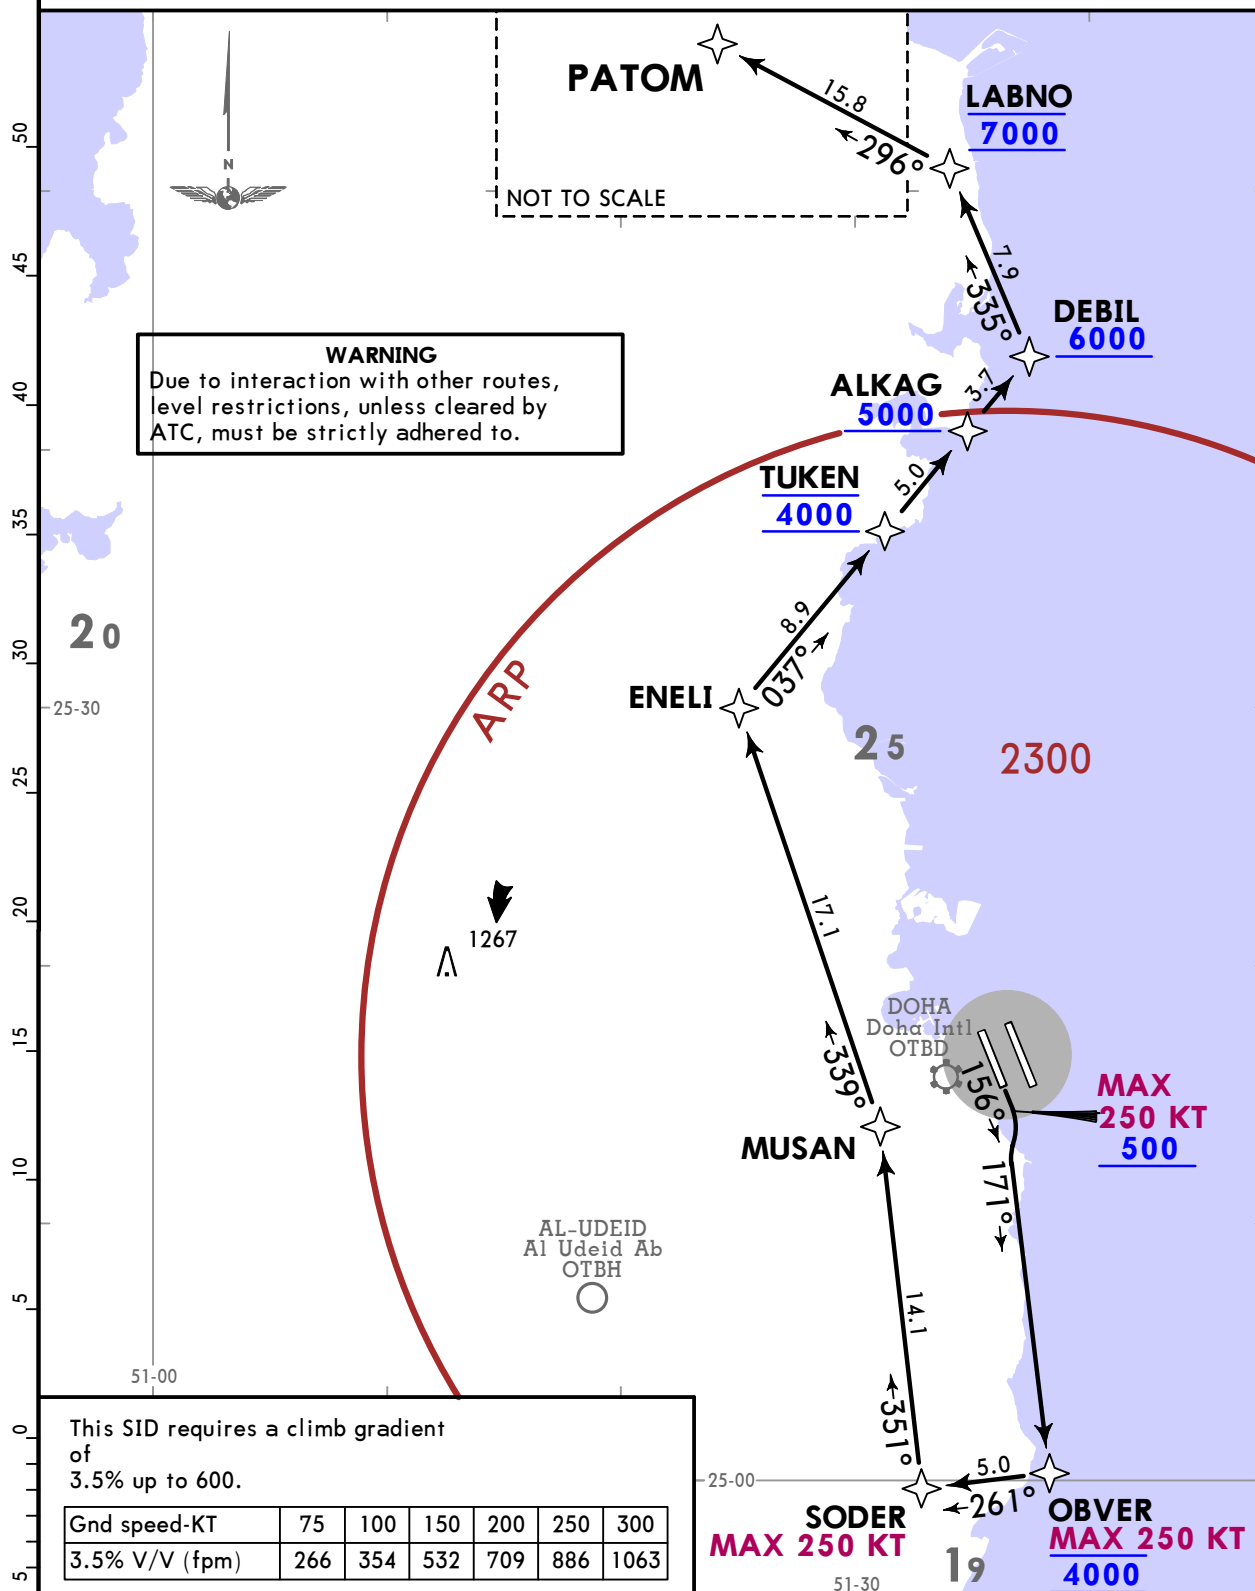 PATOM
LABNO
7000
15.8
←296°
N
NOT TO SCALE
7.9
←335°
DEBIL
6000
WARNING
Due to interaction with other routes,
level restrictions, unless cleared by
ATC, must be strictly adhered to.
3.7
ALKAG
5000
5.0
TUKEN
4000
8.9
037°→
ENELI
20
ARP
25-30
25
2300
17.1
1267
←339°
DOHA
Doha Intl
OTBD
156°→
MAX
250 KT
500
MUSAN
171°→
AL-UDEID
Al Udeid Ab
OTBH
14.1
←351°
51-00
25-00
5.0
←261°
SODER
MAX 250 KT
OBVER
MAX 250 KT
4000
19
51-30
This SID requires a climb gradient
of
3.5% up to 600.
Gnd speed-KT 75 100 150 200 250 300
3.5% V/V (fpm) 266 354 532 709 886 1063
50
45
40
35
30
25
20
15
10
5
0
5